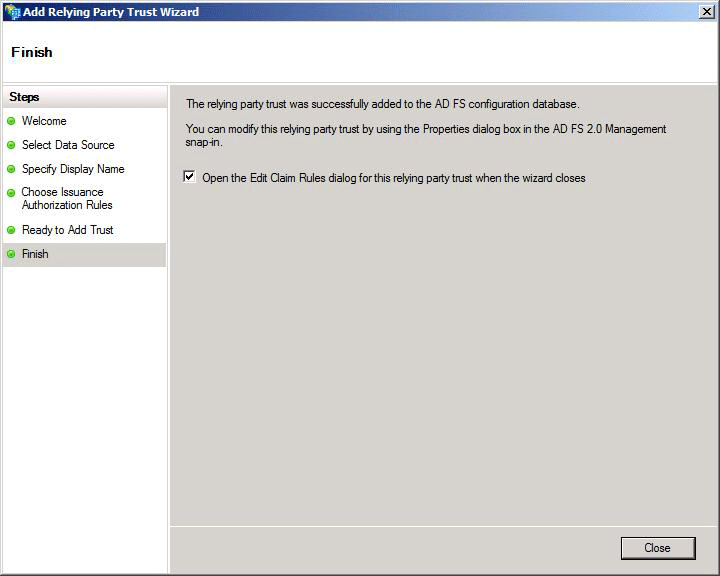 Add Relying Party Trust Wizard
Finish
Steps
Welcome
Select Data Source
Specify Display Name
Choose Issuance
Authorization Rules
Ready to Add Trust
Finish
The relying party trust was successfully added to the AD FS configuration database.
You can modify this relying party trust by using the Properties dialog box in the AD FS 2.0 Management
snap-in.
Open the Edit Claim Rules dialog for this relying party trust when the wizard closes
Close